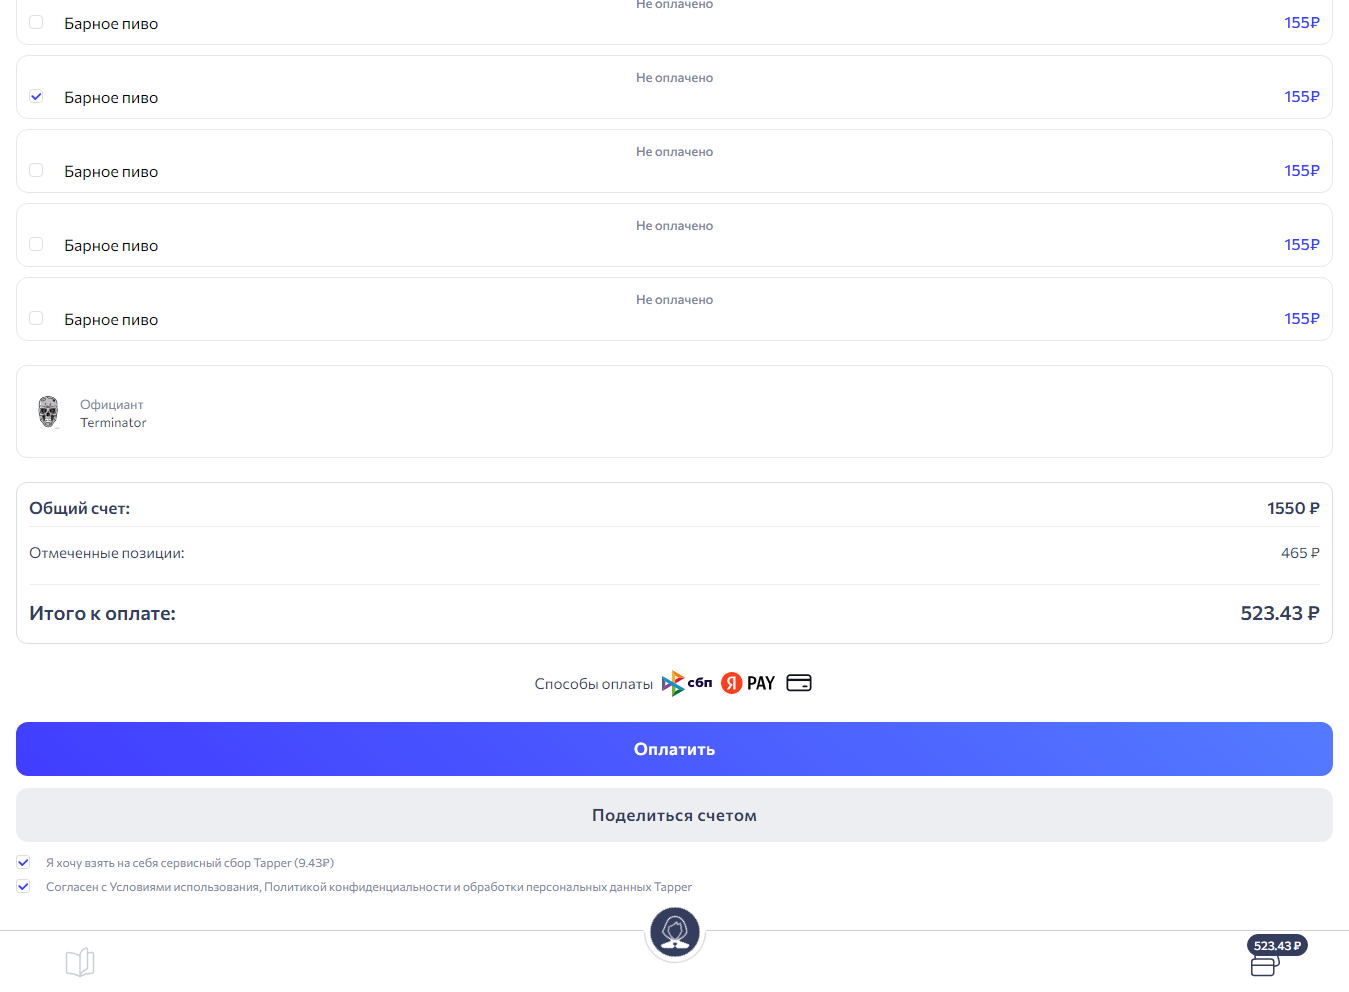 Не оплачено
Барное пиво 155₽
Не оплачено
Барное пиво 155₽
Не оплачено
Барное пиво 155₽
Не оплачено
Барное пиво 155₽
Не оплачено
Барное пиво 155₽
Официант
Terminator
Общий счет: 1550 ₽
Отмеченные позиции: 465 ₽
Итого к оплате: 523.43 ₽
Способы оплаты сбп Я PAY
Оплатить
Поделиться счетом
Я хочу взять на себя сервисный сбор Tapper (9.43₽)
Согласен с Условиями использования, Политикой конфиденциальности и обработки персональных данных Tapper
523.43 ₽